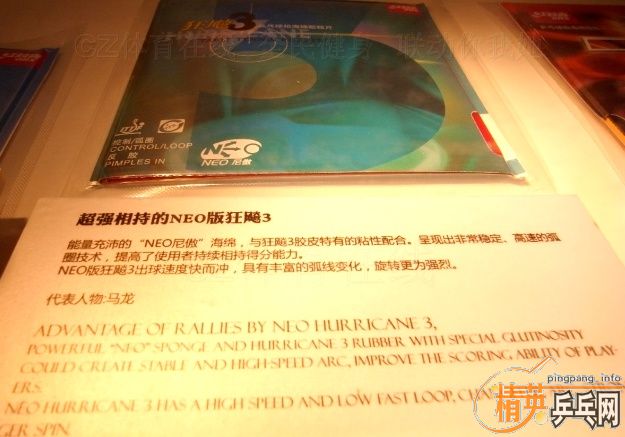 狂飚3
HURRICANE
控制/弧圈
CONTROL/LOOP
反胶
PIMPLES IN
NEO
NEO 尼傲
超强相持的NEO版狂飚3
能量充沛的“NEO尼傲”海绵，与狂飚3胶皮特有的粘性配合。呈现出非常稳定、高速的弧
圈技术，提高了使用者持续相持得分能力。
NEO版狂飚3出球速度快而冲，具有丰富的弧线变化，旋转更为强烈。
代表人物:马龙
ADVANTAGE OF RALLIES BY NEO HURRICANE 3,
POWERFUL "NEO" SPONGE AND HURRICANE 3 RUBBER WITH SPECIAL GLUTINOSITY
COULD CREATE STABLE AND HIGH-SPEED ARC, IMPROVE THE SCORING ABILITY OF PLAY-
ERS.
NEO HURRICANE 3 HAS A HIGH SPEED AND LOW FAST LOOP,
GER SPIN.
pingpang.info
精英乒乓网